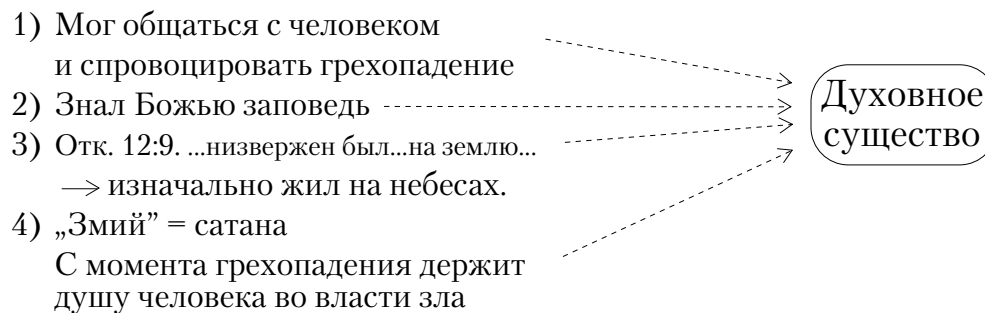 1) Мог общаться с человеком
и спровоцировать грехопадение
2) Знал Божью заповедь
3) Отк. 12:9. ...низвержен был...на землю...
→ изначально жил на небесах.
4) „Змий” = сатана
С момента грехопадения держит
душу человека во власти зла
Духовное
существо